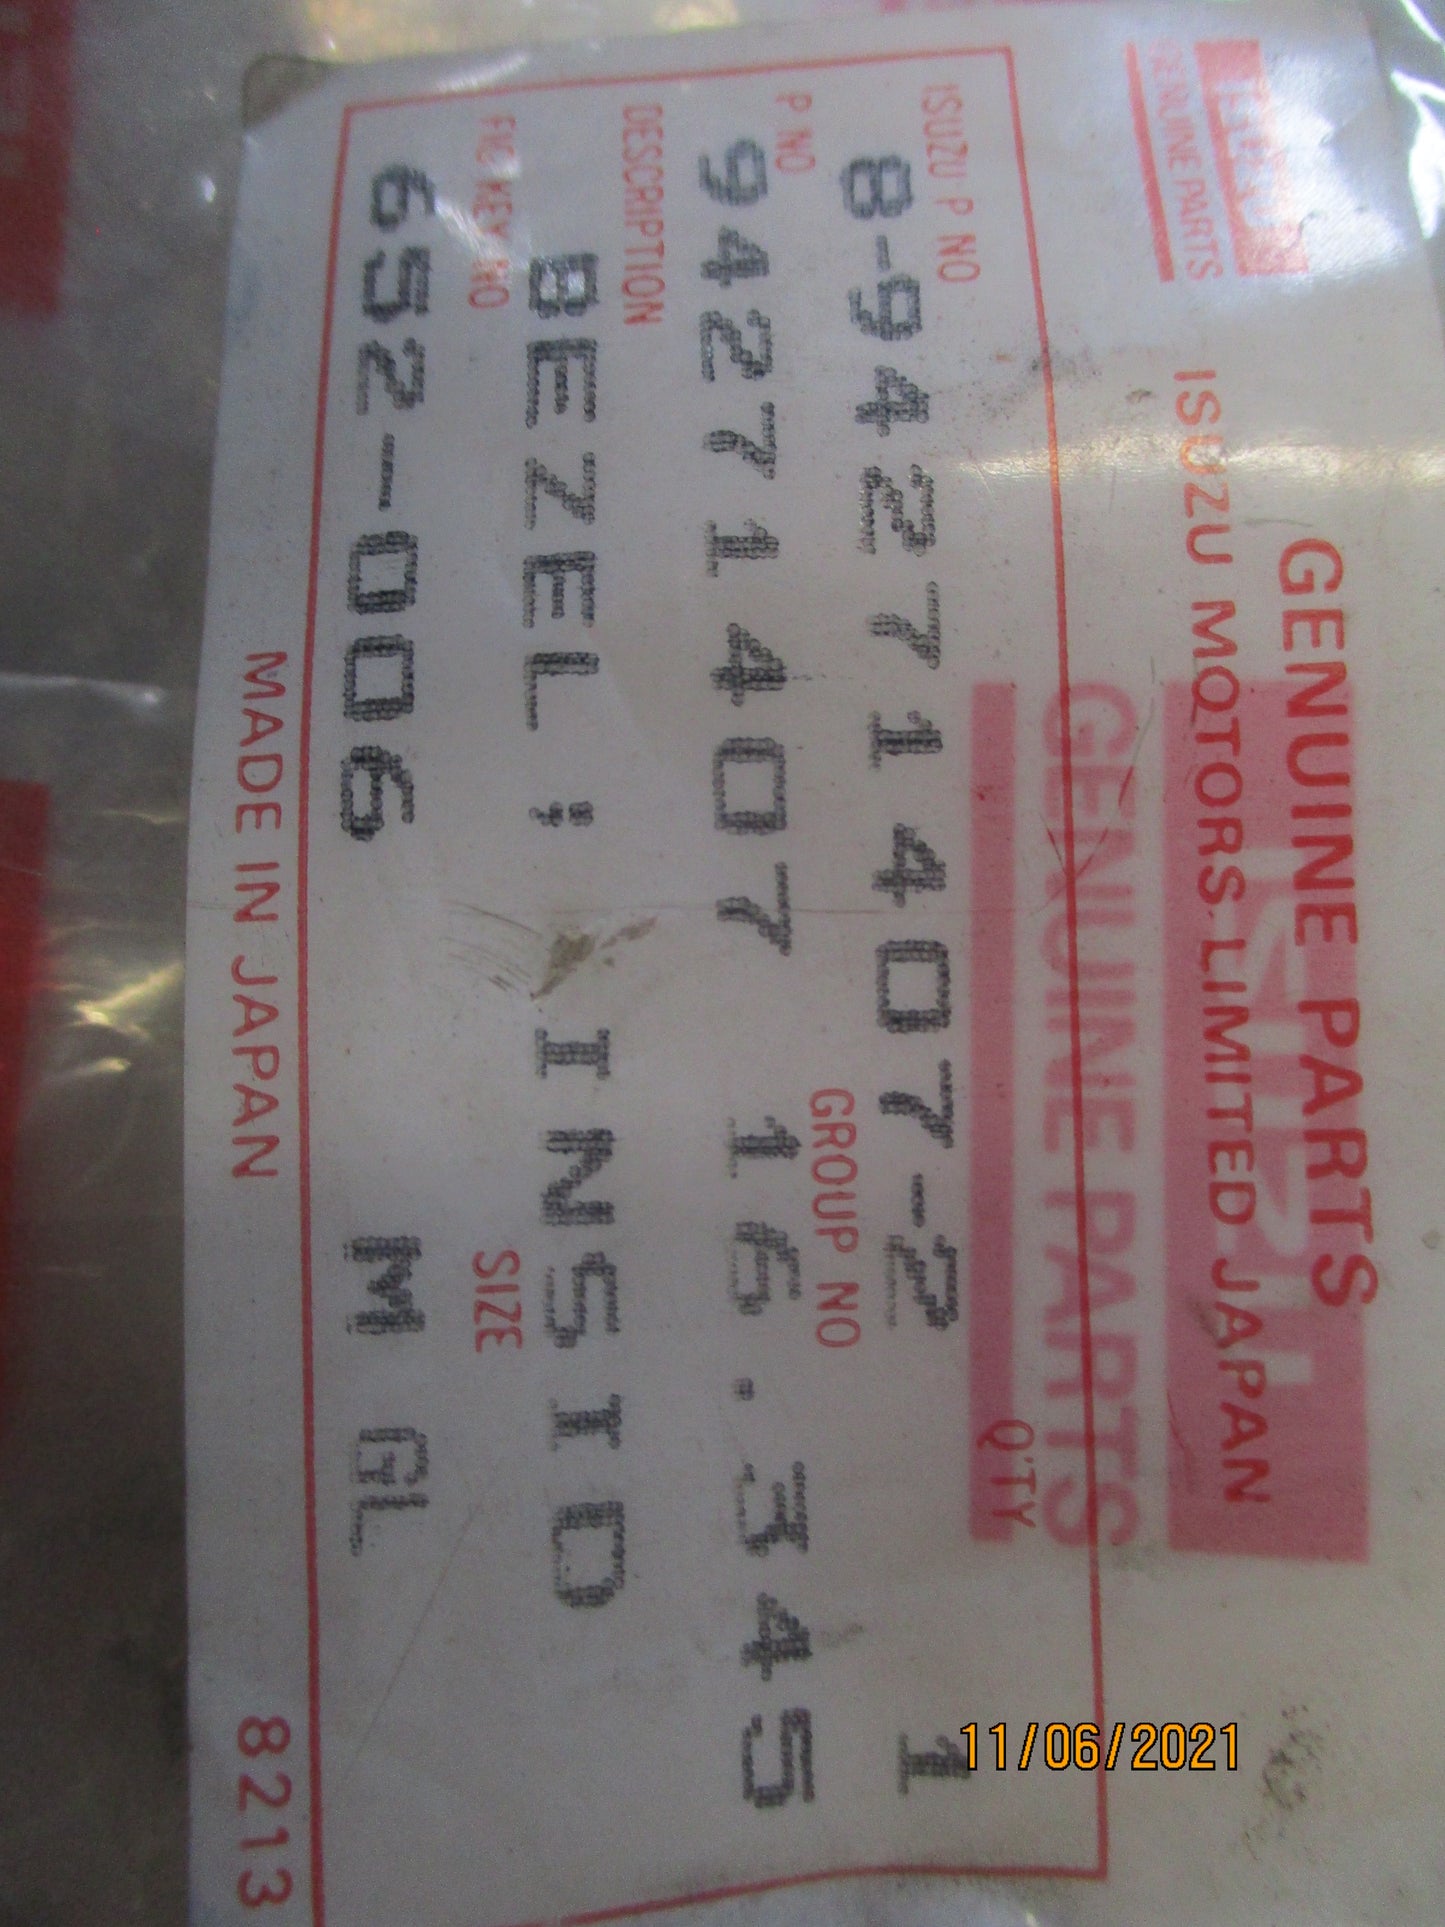 GENUINE PARTS
ISUZU MOTORS LIMITED JAPAN
ISUZU
GENUINE PARTS
GENUINE PARTS
ISUZU P NO
Q'TY
8-94271407-2 1
P NO
GROUP NO
94271407 16.345
DESCRIPTION
BEZEL; INSID
FIG KEY NO
SIZE
652-006 M GL
MADE IN JAPAN
8213
11/06/2021